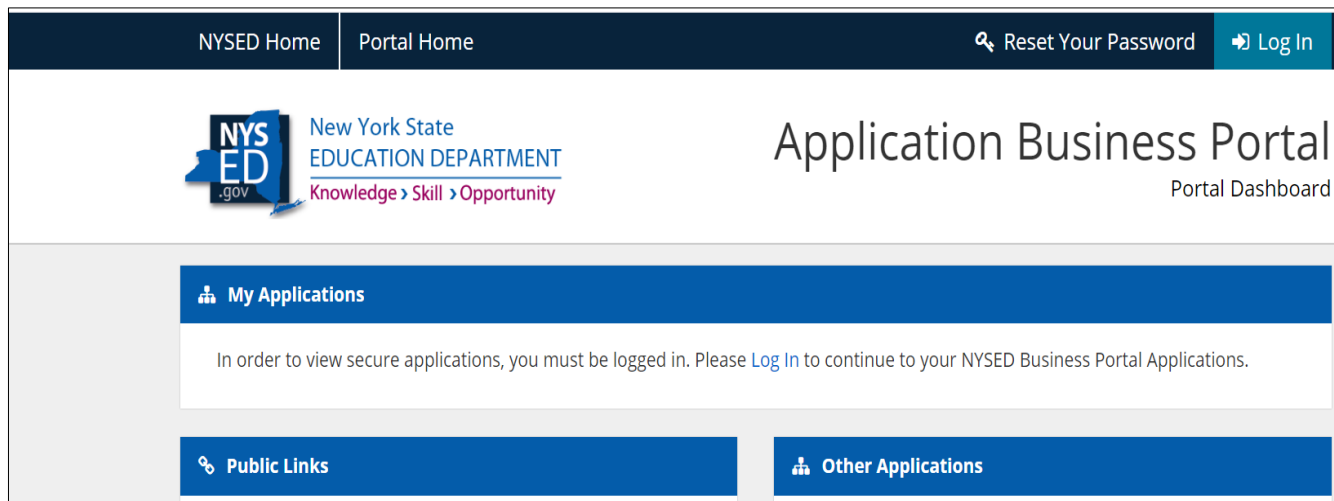 NYSED Home
Portal Home
Reset Your Password
Log In
NYS
ED
.gov
New York State
EDUCATION DEPARTMENT
Knowledge › Skill › Opportunity
Application Business Portal
Portal Dashboard
My Applications
In order to view secure applications, you must be logged in. Please Log In to continue to your NYSED Business Portal Applications.
Public Links
Other Applications